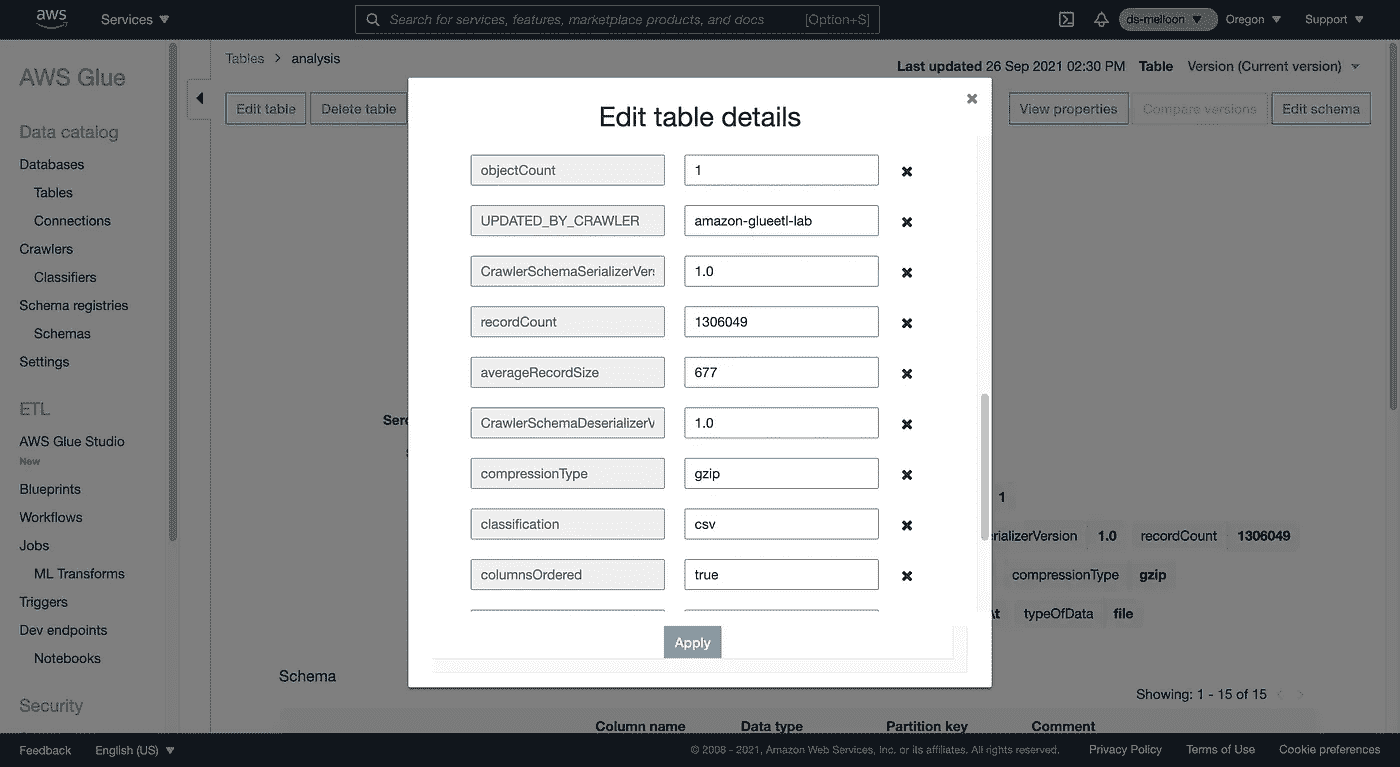 aws Services Search for services, features, marketplace products, and docs [Option+S] ds-melloon Oregon Support
AWS Glue
Data catalog
Databases
Tables
Connections
Crawlers
Classifiers
Schema registries
Schemas
Settings
ETL
AWS Glue Studio
New
Blueprints
Workflows
Jobs
ML Transforms
Triggers
Dev endpoints
Notebooks
Security
Tables > analysis
Last updated 26 Sep 2021 02:30 PM Table Version (Current version)
Edit table Delete table View properties Compare versions Edit schema
Edit table details
objectCount 1
UPDATED_BY_CRAWLER amazon-glueetl-lab
CrawlerSchemaSerializerVer 1.0
recordCount 1306049
averageRecordSize 677
CrawlerSchemaDeserializerV 1.0
compressionType gzip
classification csv
columnsOrdered true
Apply
Serd
1
rializerVersion 1.0 recordCount 1306049
compressionType gzip
At typeOfData file
Schema
Showing: 1 - 15 of 15 < >
Column name Data type Partition key Comment
Feedback English (US) © 2008 - 2021, Amazon Web Services, Inc. or its affiliates. All rights reserved. Privacy Policy Terms of Use Cookie preferences